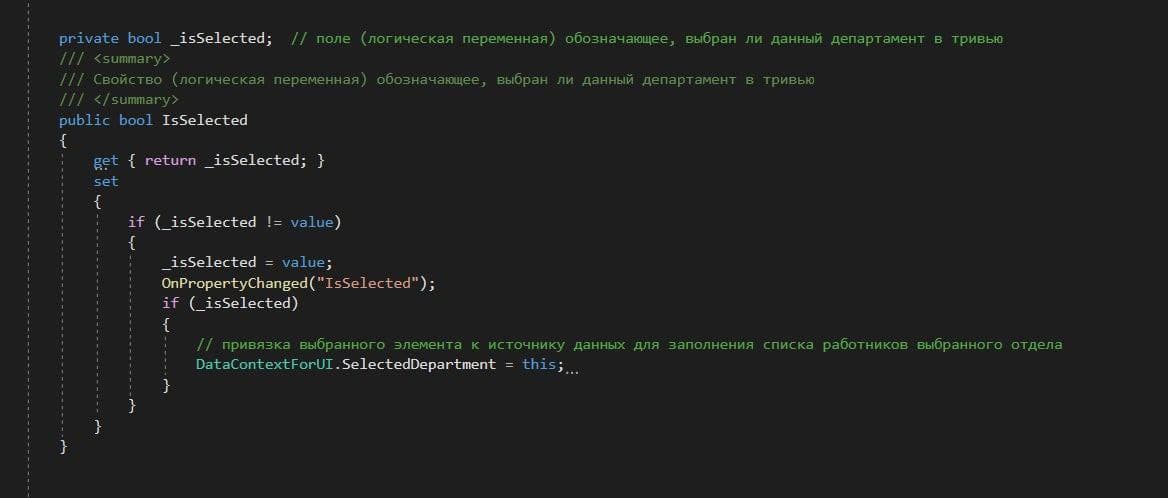 private bool _isSelected;  // поле (логическая переменная) обозначающее, выбран ли данный департамент в тривью
/// <summary>
/// Свойство (логическая переменная) обозначающее, выбран ли данный департамент в тривью
/// </summary>
public bool IsSelected
{
get { return _isSelected; }
set
{
if (_isSelected != value)
{
_isSelected = value;
OnPropertyChanged("IsSelected");
if (_isSelected)
{
// привязка выбранного элемента к источнику данных для заполнения списка работников выбранного отдела
DataContextForUI.SelectedDepartment = this;
}
}
}
}